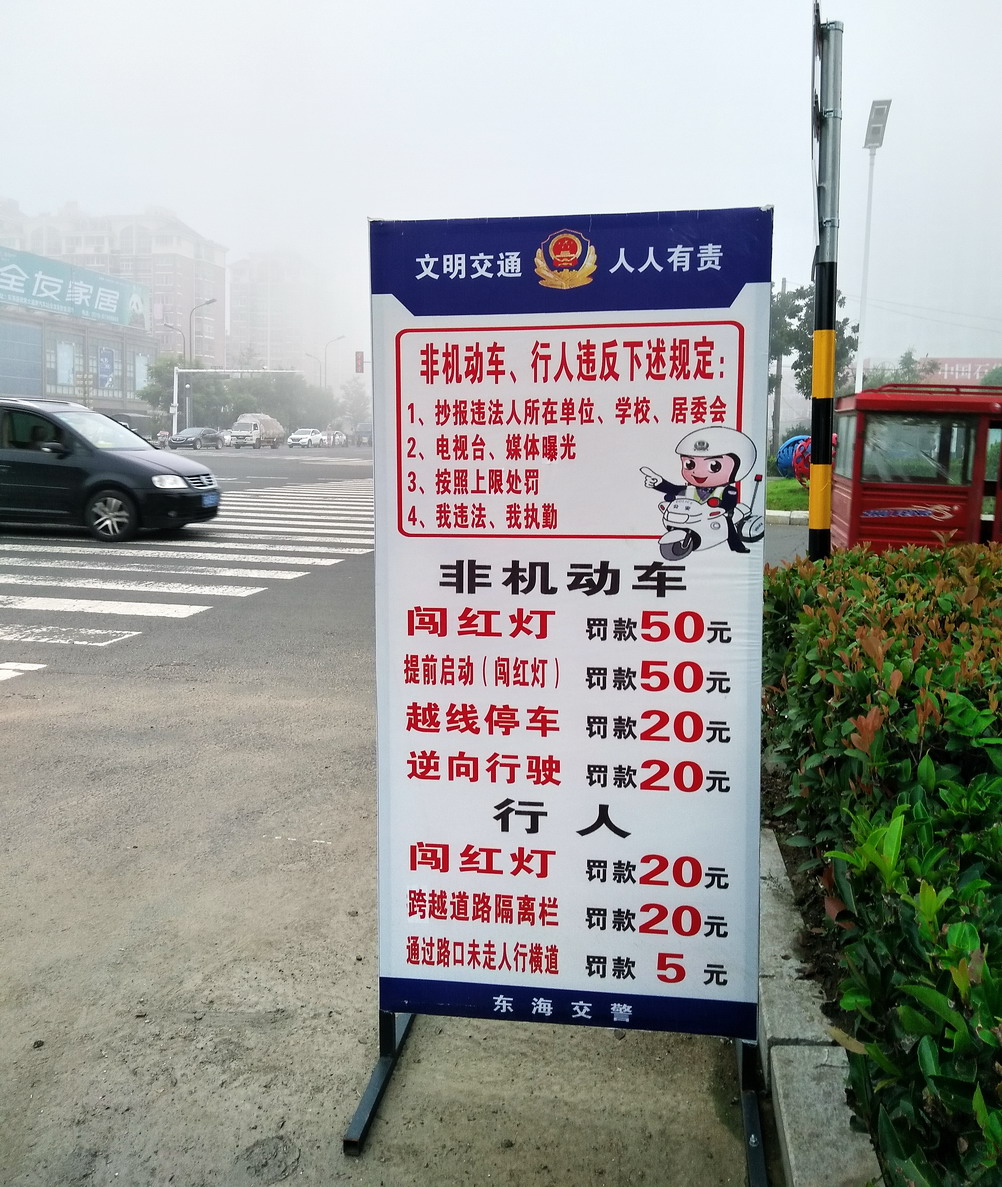 全友家居
文明交通 人人有责
非机动车、行人违反下述规定:
1、抄报违法人所在单位、学校、居委会
2、电视台、媒体曝光
3、按照上限处罚
4、我违法、我执勤
非机动车
闯红灯 罚款50元
提前启动(闯红灯) 罚款50元
越线停车 罚款20元
逆向行驶 罚款20元
行人
闯红灯 罚款20元
跨越道路隔离栏 罚款20元
通过路口未走人行横道 罚款 5 元
东海交警